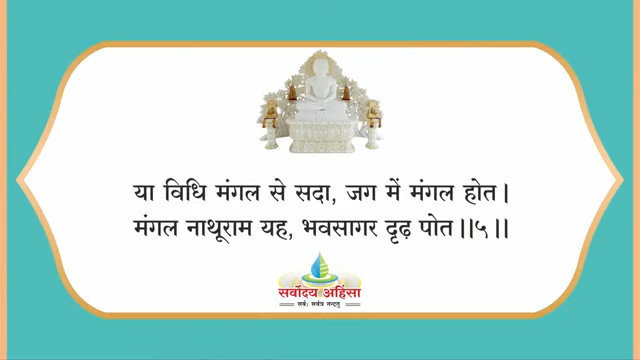 या विधि मंगल से सदा, जग में मंगल होत।
मंगल नाथूराम यह, भवसागर दृढ़ पोत।।५।।
सर्वोदय अहिंसा
सर्वः सर्वत्र नन्दतु